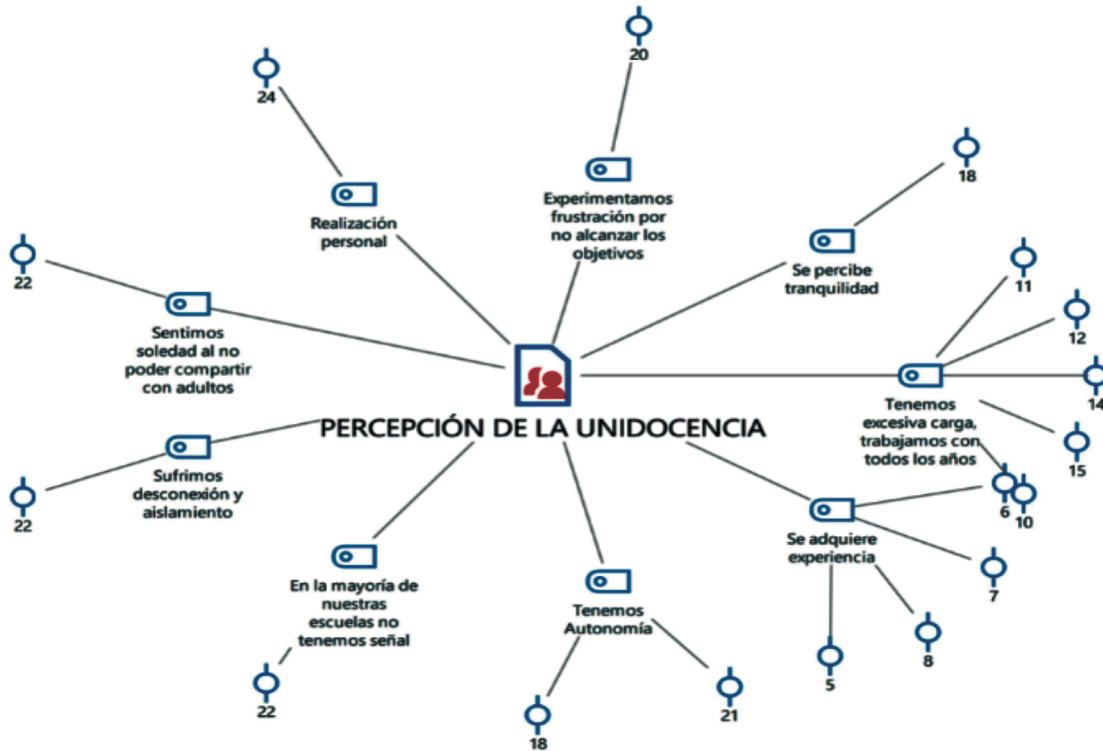 20
24
18
Experimentamos
frustración por
no alcanzar los
objetivos
Realización
personal
Se percibe
tranquilidad
22
11
12
Sentimos
soledad al no
poder compartir
con adultos
14
Tenemos
excesiva carga,
trabajamos con
todos los años
PERCEPCIÓN DE LA UNIDOCENCIA
15
Sufrimos
desconexión y
aislamiento
22
6
10
Se adquiere
experiencia
7
En la mayoría de
nuestras
escuelas no
tenemos señal
Tenemos
Autonomía
8
5
22
21
18